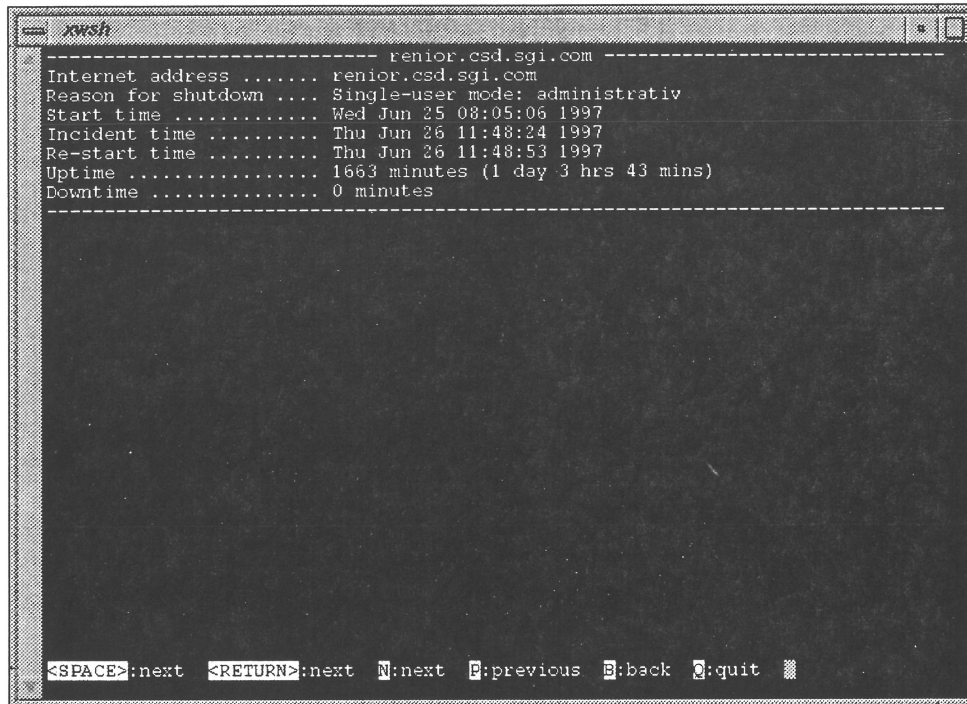 xwsh
----------------------------- renior.csd.sgi.com ------------------------------
Internet address ....... renior.csd.sgi.com
Reason for shutdown .... Single-user mode: administrativ
Start time ............. Wed Jun 25 08:05:06 1997
Incident time .......... Thu Jun 26 11:48:24 1997
Re-start time .......... Thu Jun 26 11:48:53 1997
Uptime ................. 1663 minutes (1 day 3 hrs 43 mins)
Downtime ............... 0 minutes
--------------------------------------------------------------------------------
<SPACE>:next <RETURN>:next N:next P:previous B:back Q:quit